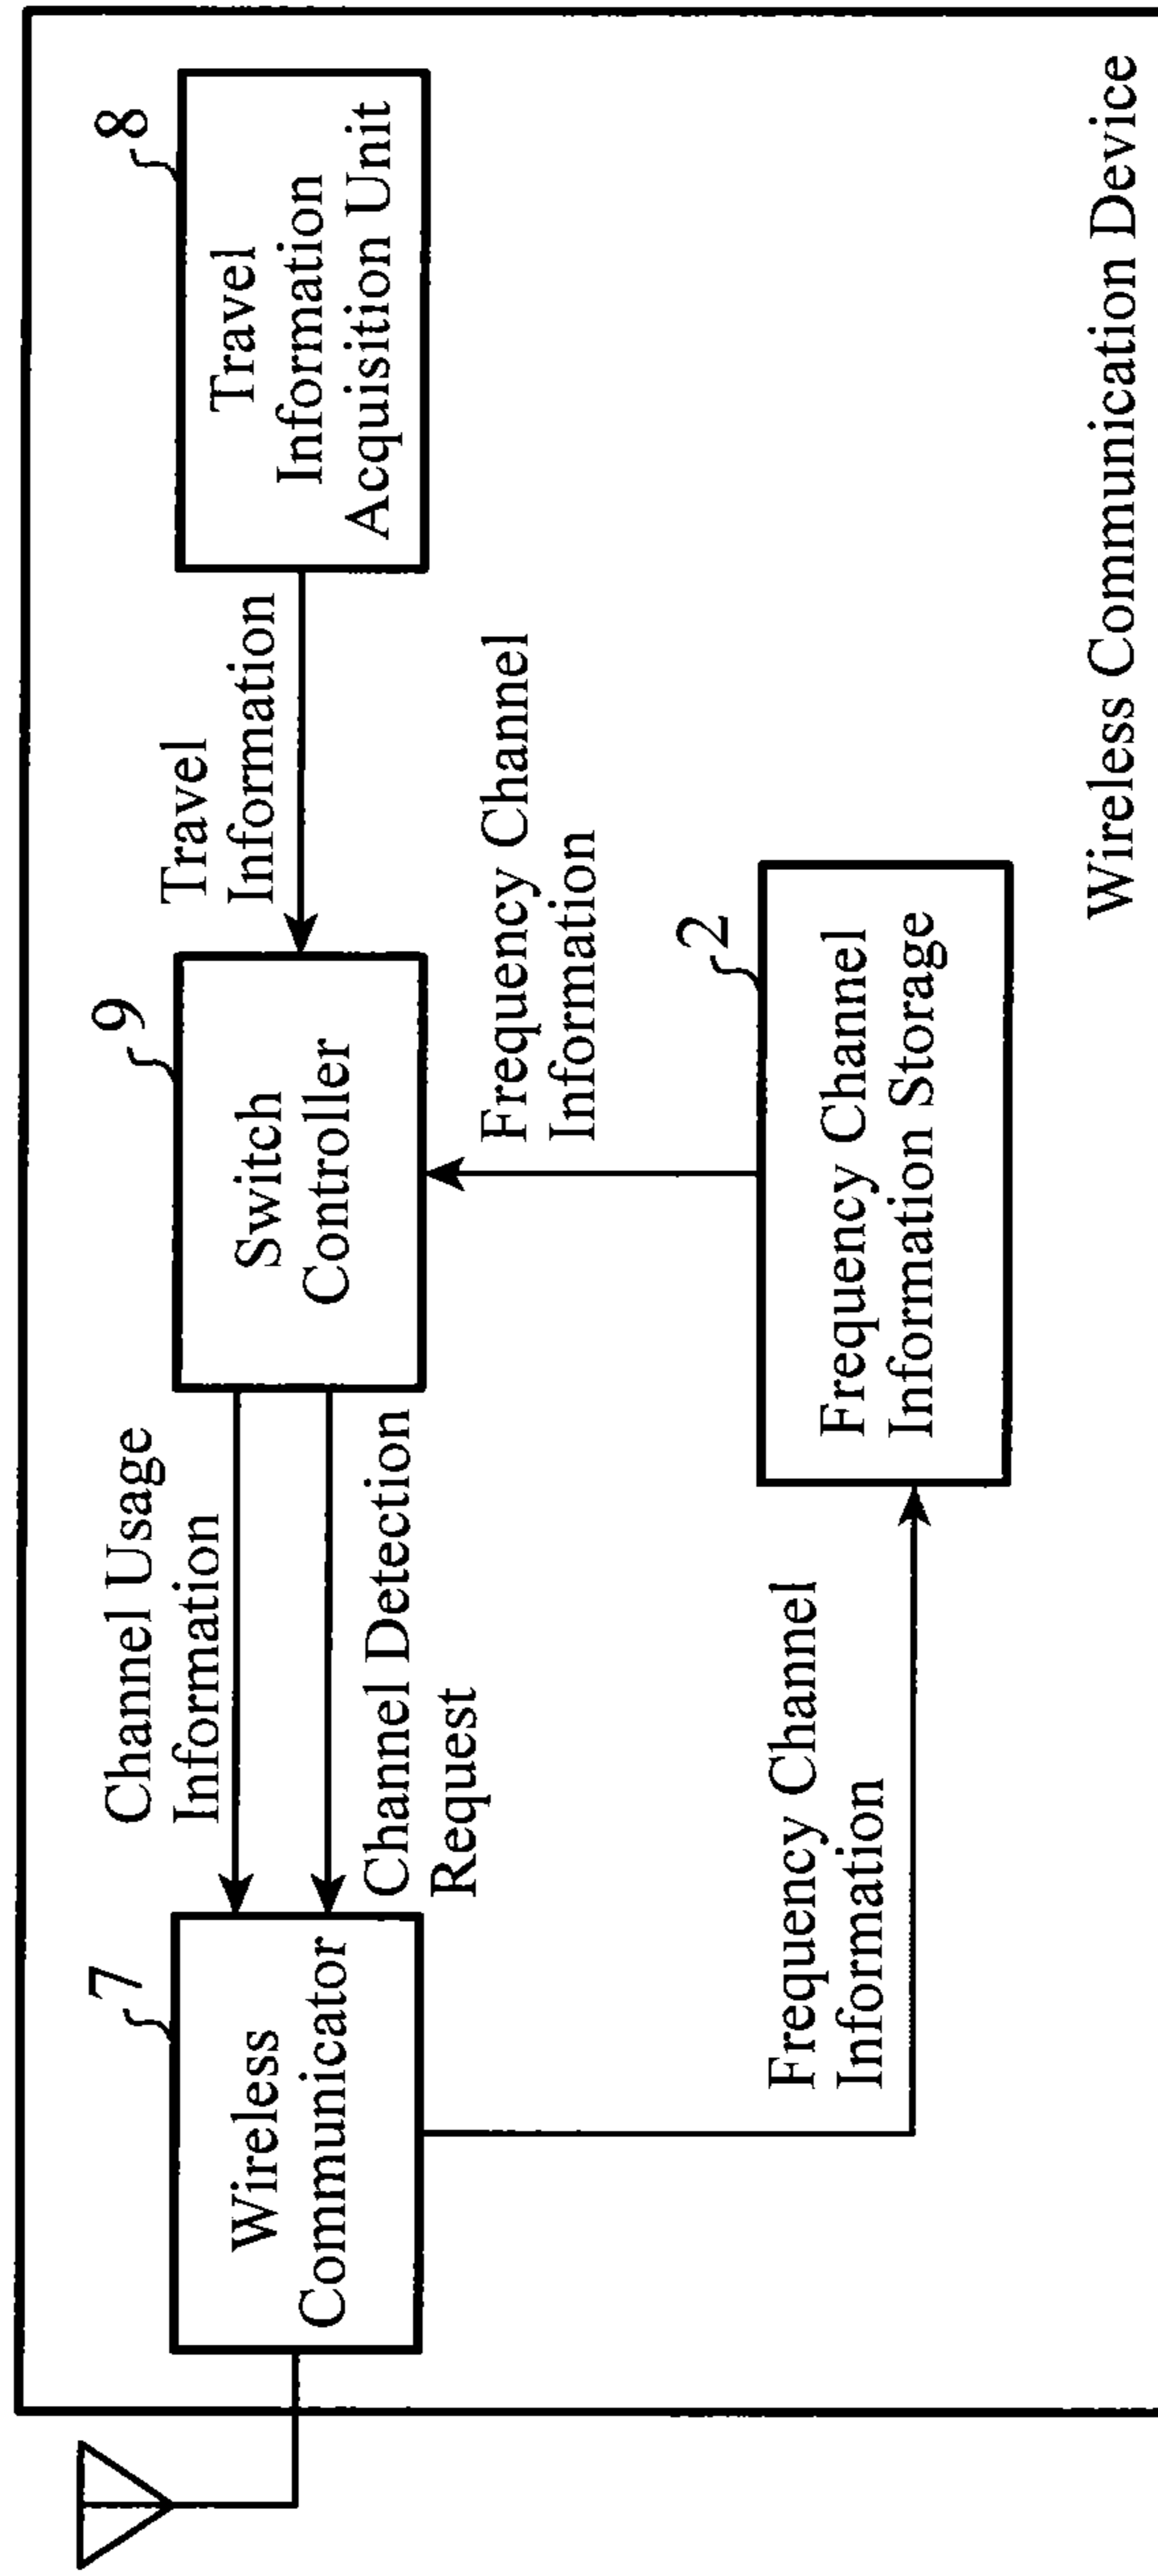 7
Wireless
Communicator
Channel Usage
Information
Channel Detection
Request
9
Switch
Controller
Travel
Information
8
Travel
Information
Acquisition Unit
Frequency Channel
Information
Frequency Channel
Information
2
Frequency Channel
Information Storage
Wireless Communication Device